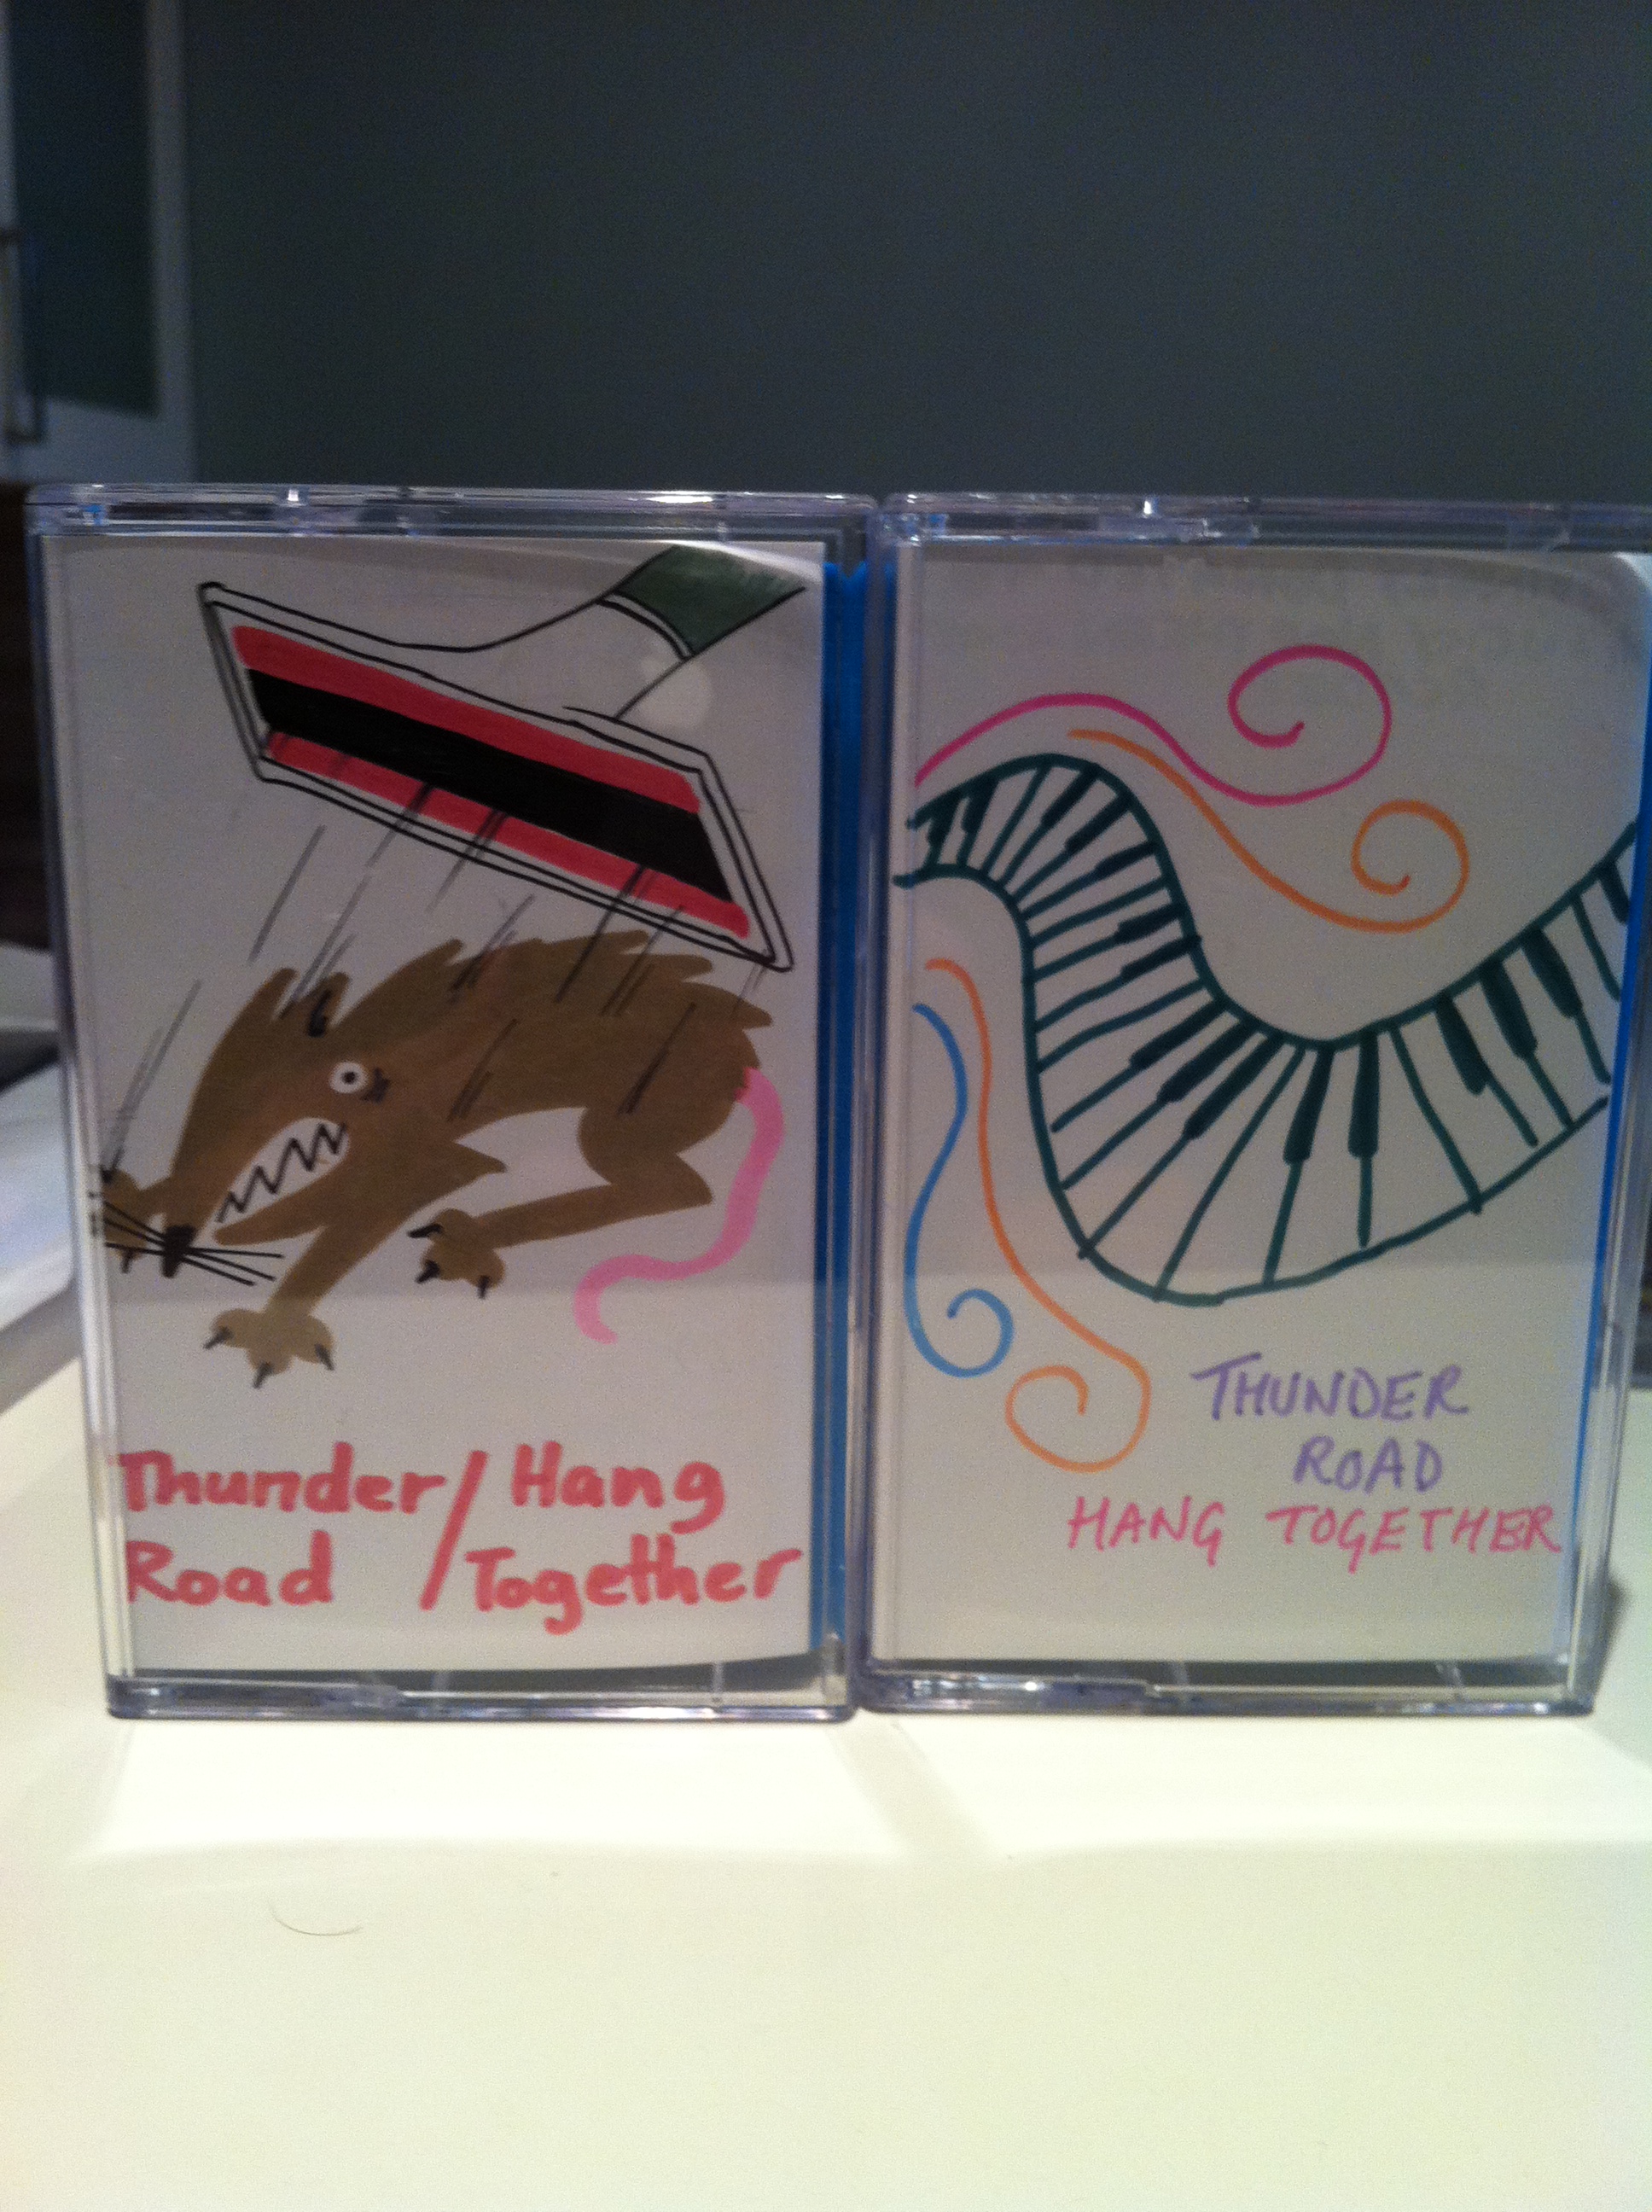 Thunder / Hang
Road / Together
THUNDER
ROAD
HANG TOGETHER